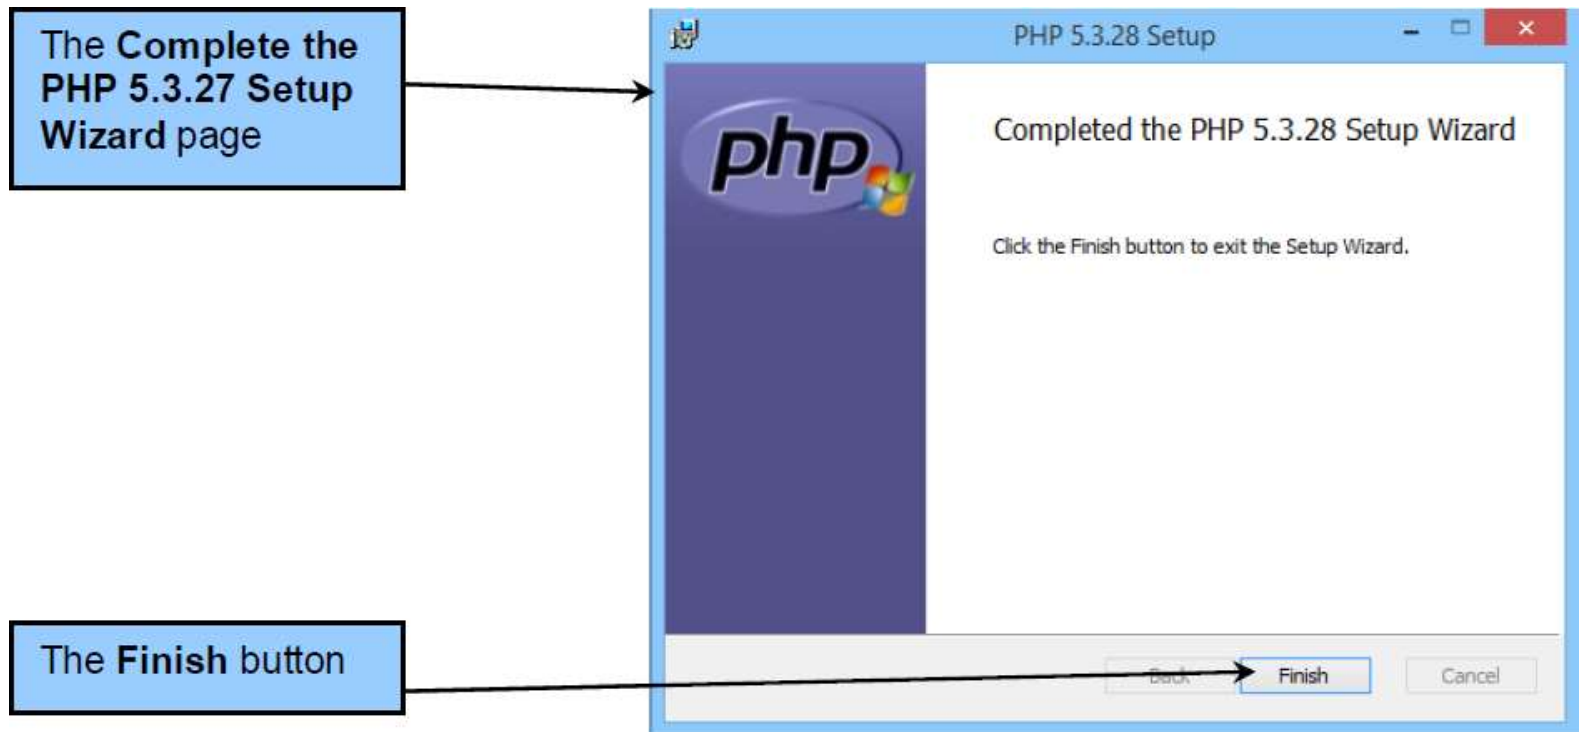 The Complete the
PHP 5.3.27 Setup
Wizard page
PHP 5.3.28 Setup
php
Completed the PHP 5.3.28 Setup Wizard
Click the Finish button to exit the Setup Wizard.
The Finish button
Back
Finish
Cancel